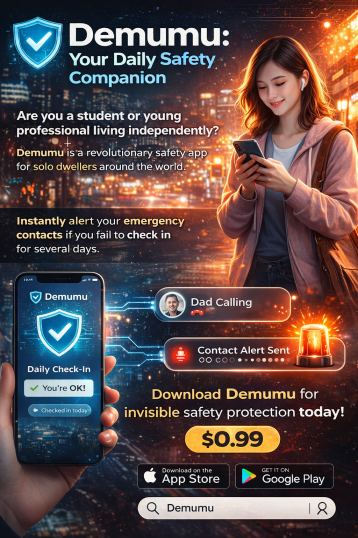 Demumu:
Your Daily Safety
Companion
Are you a student or young
professional living independently?
Demumu is a revolutionary safety app
for solo dwellers around the world.
Instantly alert your emergency
contacts if you fail to check in
for several days.
Demumu
Daily Check-In
You're OK!
Checked in today
Dad Calling
Contact Alert Sent
Download Demumu for
invisible safety protection today!
$0.99
Download on the
App Store
GET IT ON
Google Play
Demumu